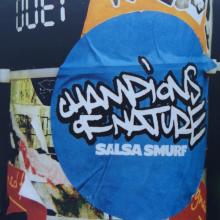 CHAMPIONS
OF NATURE
SALSA SMURF